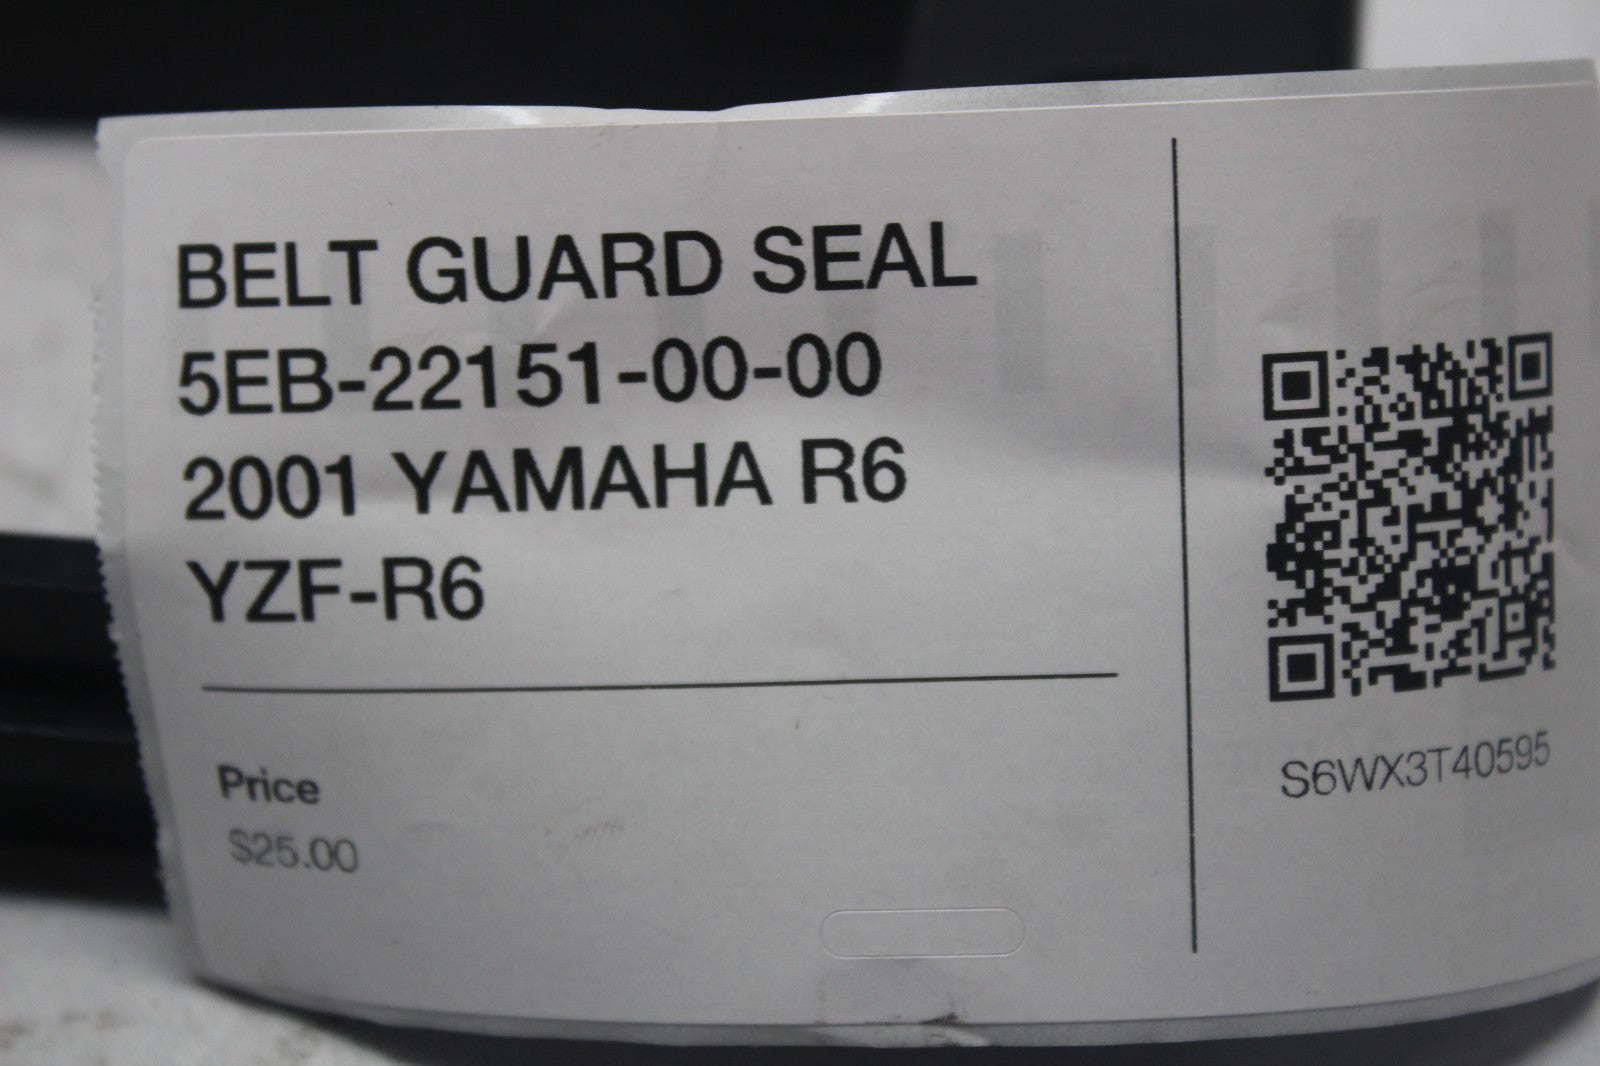 BELT GUARD SEAL
5EB-22151-00-00
2001 YAMAHA R6
YZF-R6
Price
$25.00
S6WX3T40595